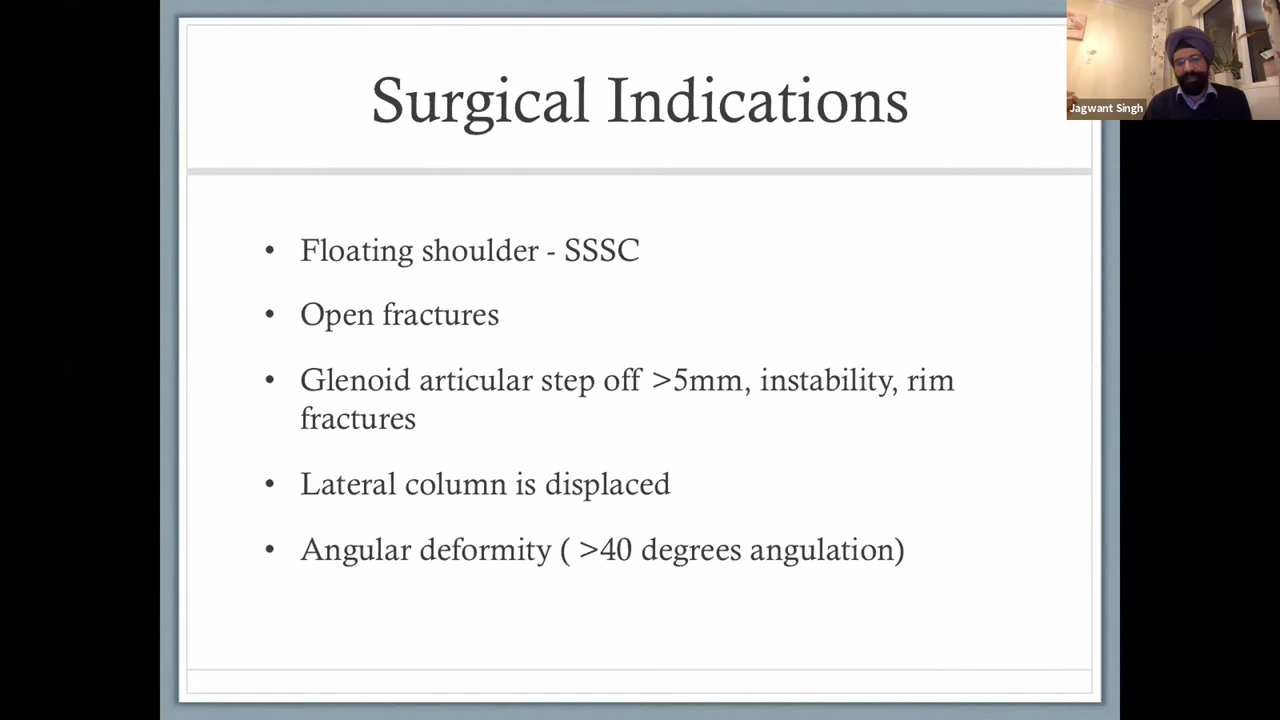 Surgical Indications
Jagwant Singh
• Floating shoulder - SSSC
• Open fractures
• Glenoid articular step off >5mm, instability, rim
fractures
• Lateral column is displaced
• Angular deformity ( >40 degrees angulation)